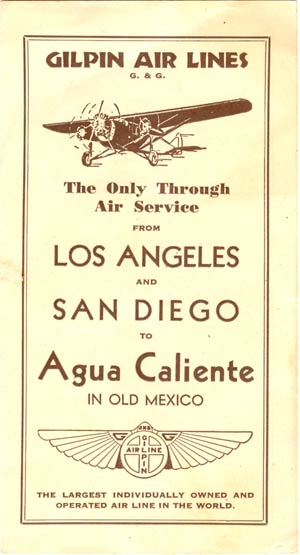 GILPIN AIR LINES
G. & G.
The Only Through
Air Service
FROM
LOS ANGELES
AND
SAN DIEGO
TO
Agua Caliente
IN OLD MEXICO
G AND G
AIR LINE
GILPIN
THE LARGEST INDIVIDUALLY OWNED AND
OPERATED AIR LINE IN THE WORLD.